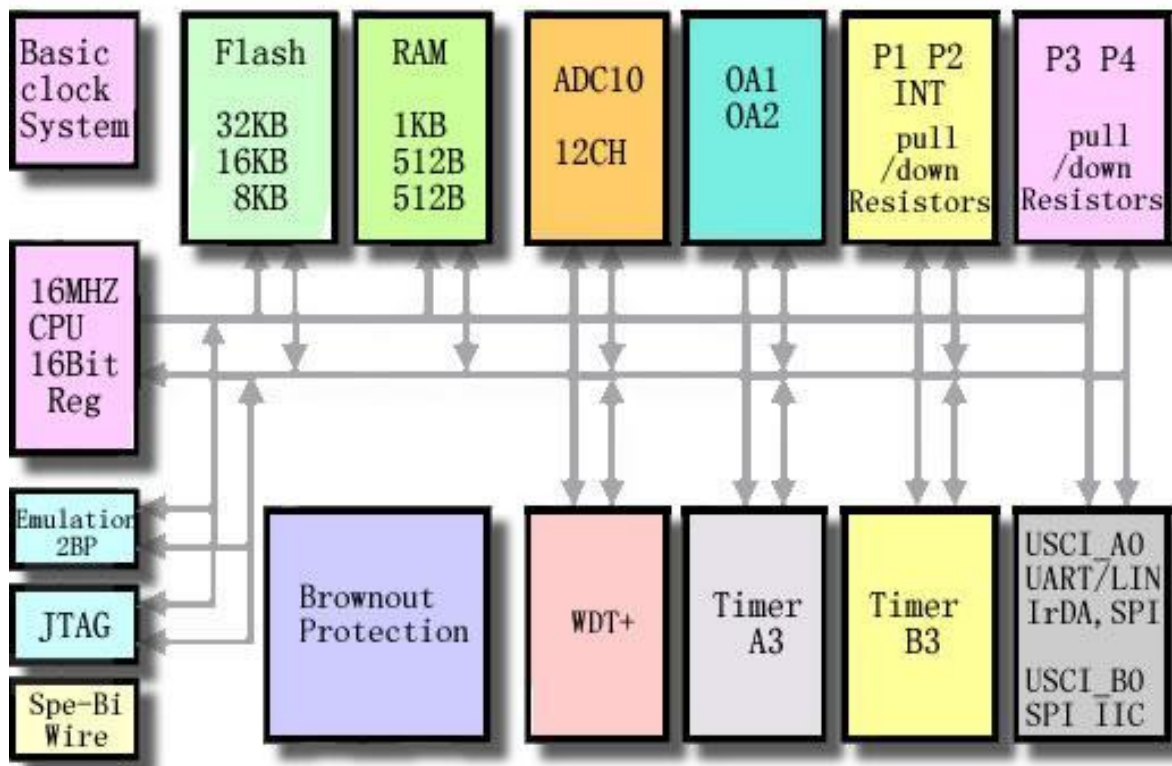 Basic
clock
System
Flash
32KB
16KB
8KB
RAM
1KB
512B
512B
ADC10
12CH
OA1
OA2
P1 P2
INT
pull
/down
Resistors
P3 P4
pull
/down
Resistors
16MHZ
CPU
16Bit
Reg
Emulation
2BP
JTAG
Spe-Bi
Wire
Brownout
Protection
WDT+
Timer
A3
Timer
B3
USCI_A0
UART/LIN
IrDA, SPI
USCI_B0
SPI IIC